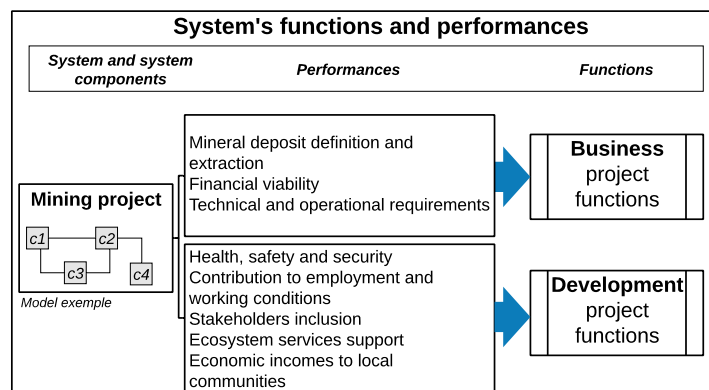 System's functions and performances
System and system
components
Performances
Functions
Mining project
c1
c2
c3
c4
Model exemple
Mineral deposit definition and
extraction
Financial viability
Technical and operational requirements
Business
project
functions
Health, safety and security
Contribution to employment and
working conditions
Stakeholders inclusion
Ecosystem services support
Economic incomes to local
communities
Development
project
functions